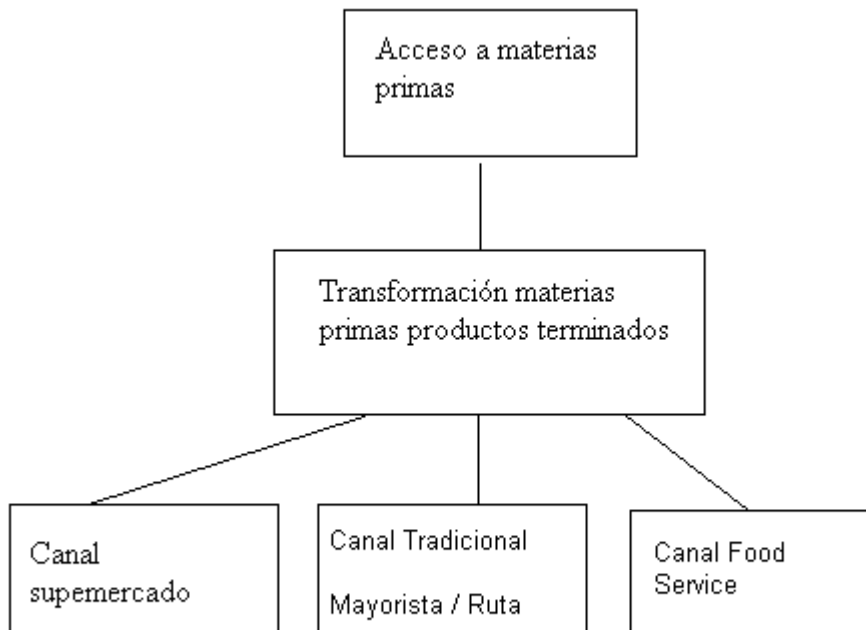 Acceso a materias
primas
Transformación materias
primas productos terminados
Canal
supemercado
Canal Tradicional
Mayorista / Ruta
Canal Food
Service